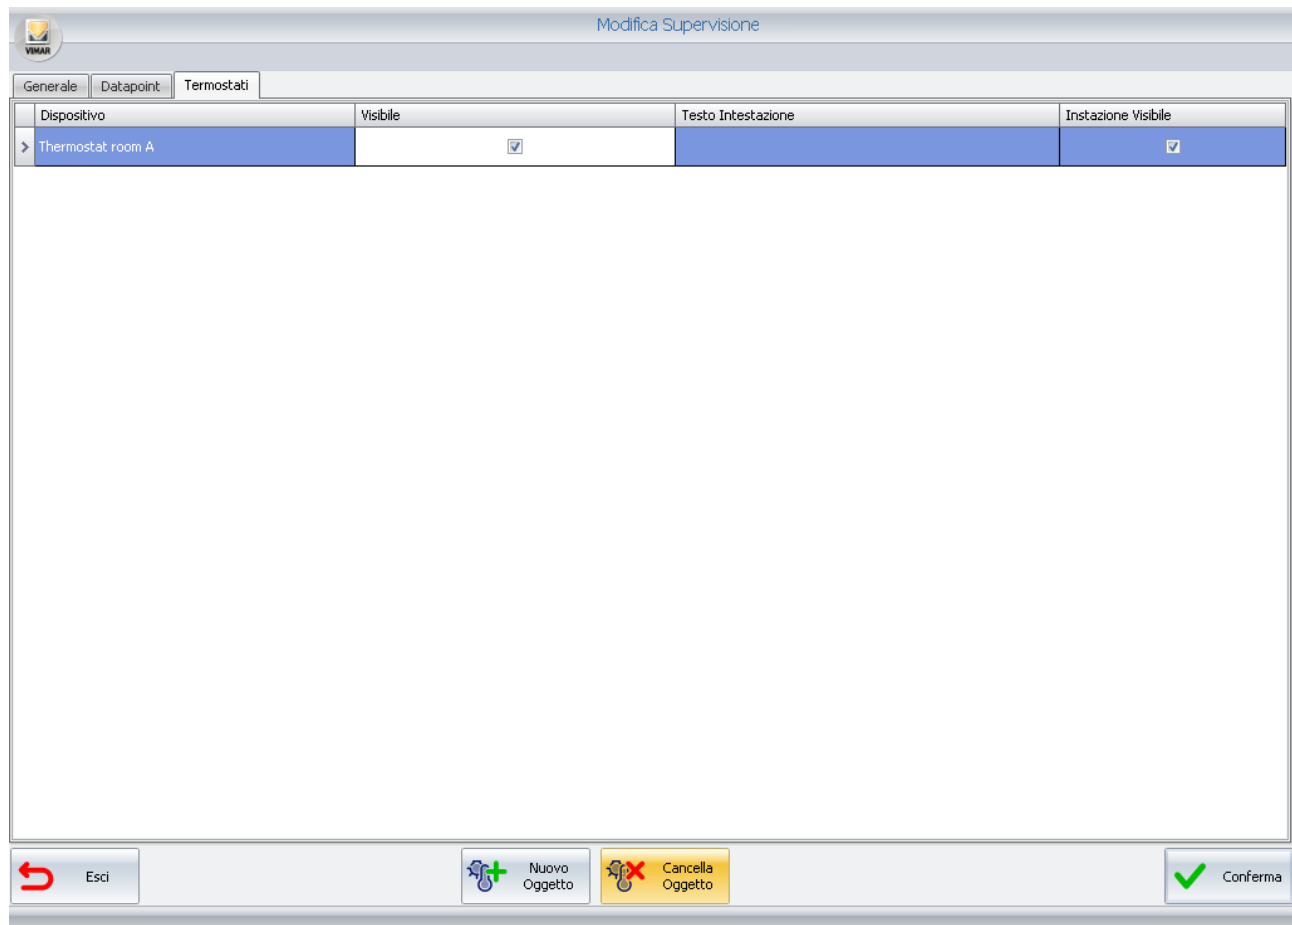 Modifica Supervisione
VIMAR
Generale Datapoint Termostati
Dispositivo Visibile Testo Intestazione Instazione Visibile
Thermostat room A
Esci
Nuovo
Oggetto
Cancella
Oggetto
Conferma